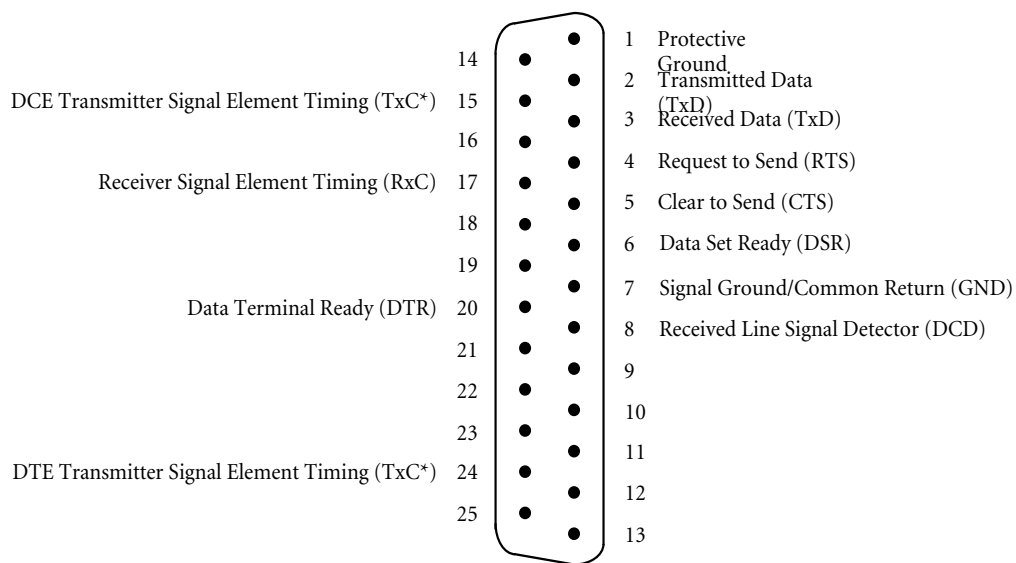 1 Protective
Ground
14
2 Transmitted Data
(TxD)
DCE Transmitter Signal Element Timing (TxC*) 15
3 Received Data (TxD)
16
4 Request to Send (RTS)
Receiver Signal Element Timing (RxC) 17
5 Clear to Send (CTS)
18
6 Data Set Ready (DSR)
19
7 Signal Ground/Common Return (GND)
Data Terminal Ready (DTR) 20
8 Received Line Signal Detector (DCD)
21
9
22
10
23
11
DTE Transmitter Signal Element Timing (TxC*) 24
12
25
13